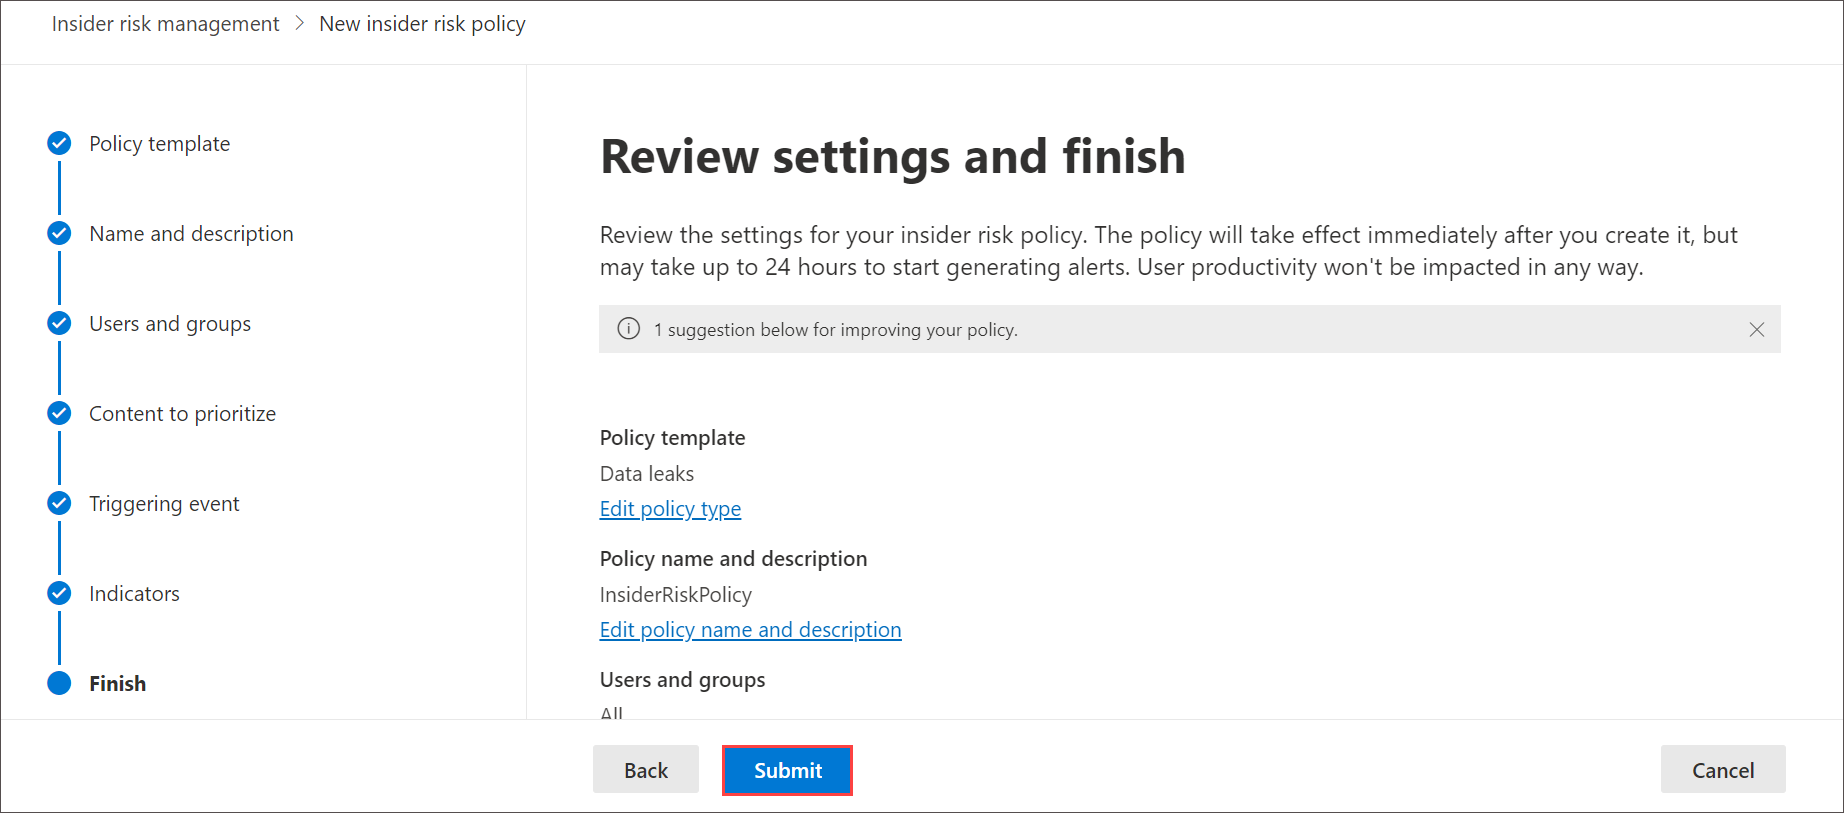 Insider risk management > New insider risk policy
Policy template
Name and description
Users and groups
Content to prioritize
Triggering event
Indicators
Finish
Review settings and finish
Review the settings for your insider risk policy. The policy will take effect immediately after you create it, but
may take up to 24 hours to start generating alerts. User productivity won't be impacted in any way.
1 suggestion below for improving your policy.
Policy template
Data leaks
Edit policy type
Policy name and description
InsiderRiskPolicy
Edit policy name and description
Users and groups
All
Back
Submit
Cancel